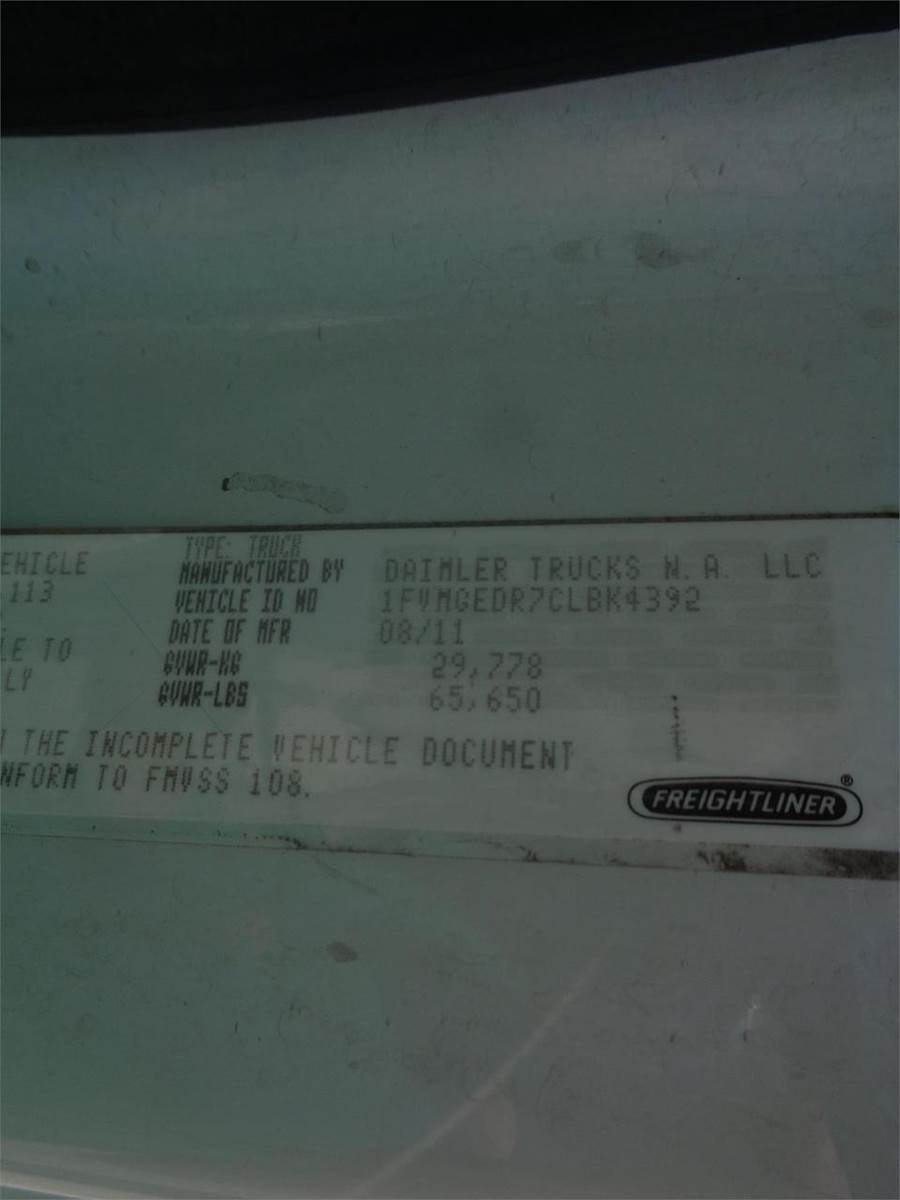 TYPE: TRUCK
EHICLE MANUFACTURED BY DAIMLER TRUCKS N.A. LLC
113 VEHICLE ID NO 1FVMGEDR7CLBK4392
DATE OF MFR 08/11
LE TO GVWR-KG 29,778
LY GVWR-LBS 65,650
THE INCOMPLETE VEHICLE DOCUMENT
NFORM TO FMVSS 108.
FREIGHTLINER®